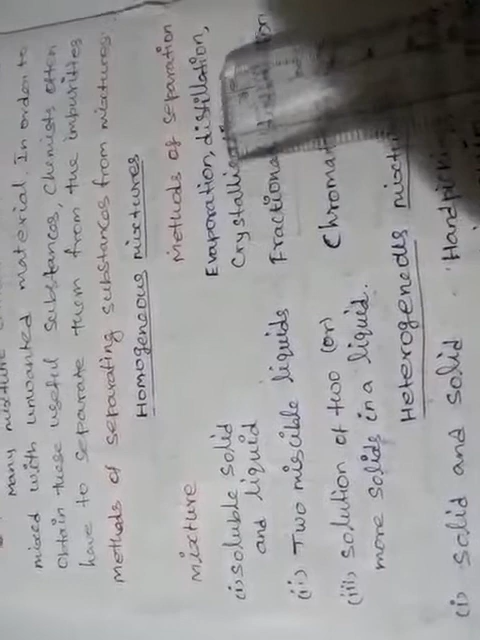 Many mixture
mixed with unwanted material. In order to
obtain these useful substances, chemists often
have to separate them from the impurities
methods of separating substances from mixtures.
Homogeneous mixtures
Mixture Methods of separation
(i) soluble solid Evaporation, distillation,
and liquid Crystalli
(ii) Two miscible liquids Fractional
(iii) solution of two (or) Chromat
more solids in a liquid.
Heterogeneous mixtu
(i) solid and solid . Handpicki